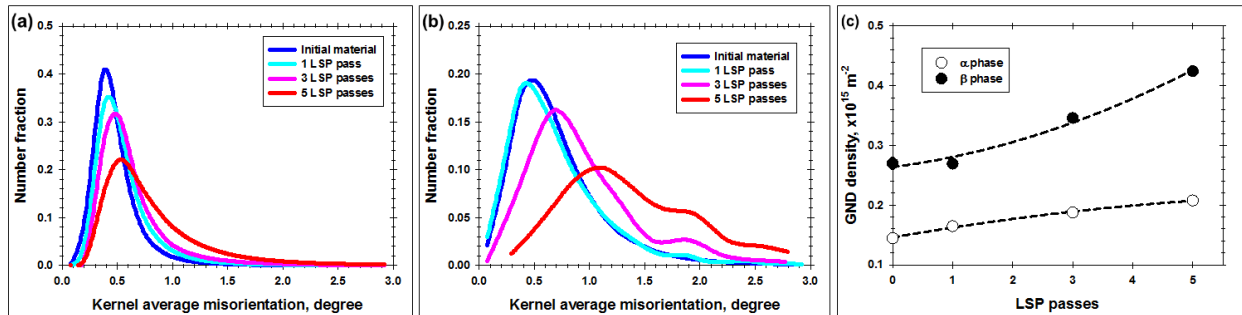 (a)
0.5
0.4
0.3
0.2
0.1
0.0
Number fraction
Initial material
1 LSP pass
3 LSP passes
5 LSP passes
0.0 0.5 1.0 1.5 2.0 2.5 3.0
Kernel average misorientation, degree
(b)
0.25
0.20
0.15
0.10
0.05
0.00
Number fraction
Initial material
1 LSP pass
3 LSP passes
5 LSP passes
0.0 0.5 1.0 1.5 2.0 2.5 3.0
Kernel average misorientation, degree
(c)
0.5
0.4
0.3
0.2
0.1
GND density, x10¹⁵ m⁻²
α phase
β phase
0 1 2 3 4 5
LSP passes